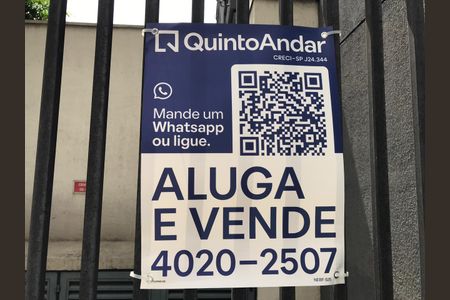 QuintoAndar
CRECI-SP J24.344
Mande um
Whatsapp
ou ligue.
ALUGA
E VENDE
4020-2507